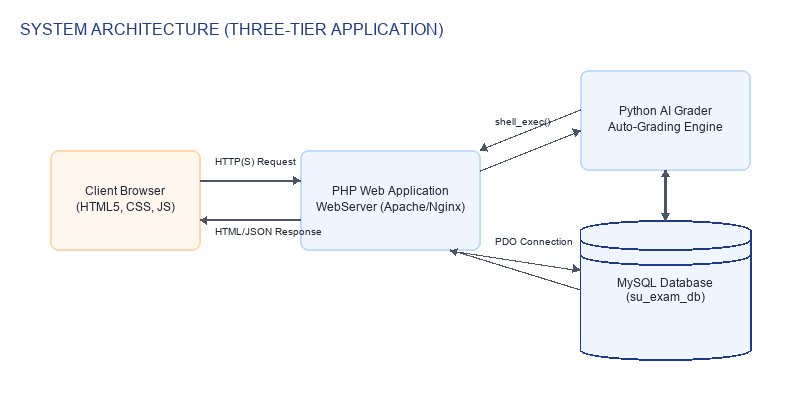 SYSTEM ARCHITECTURE (THREE-TIER APPLICATION)
Python AI Grader
Auto-Grading Engine
shell_exec()
HTTP(S) Request
Client Browser
(HTML5, CSS, JS)
PHP Web Application
WebServer (Apache/Nginx)
HTML/JSON Response
PDO Connection
MySQL Database
(su_exam_db)